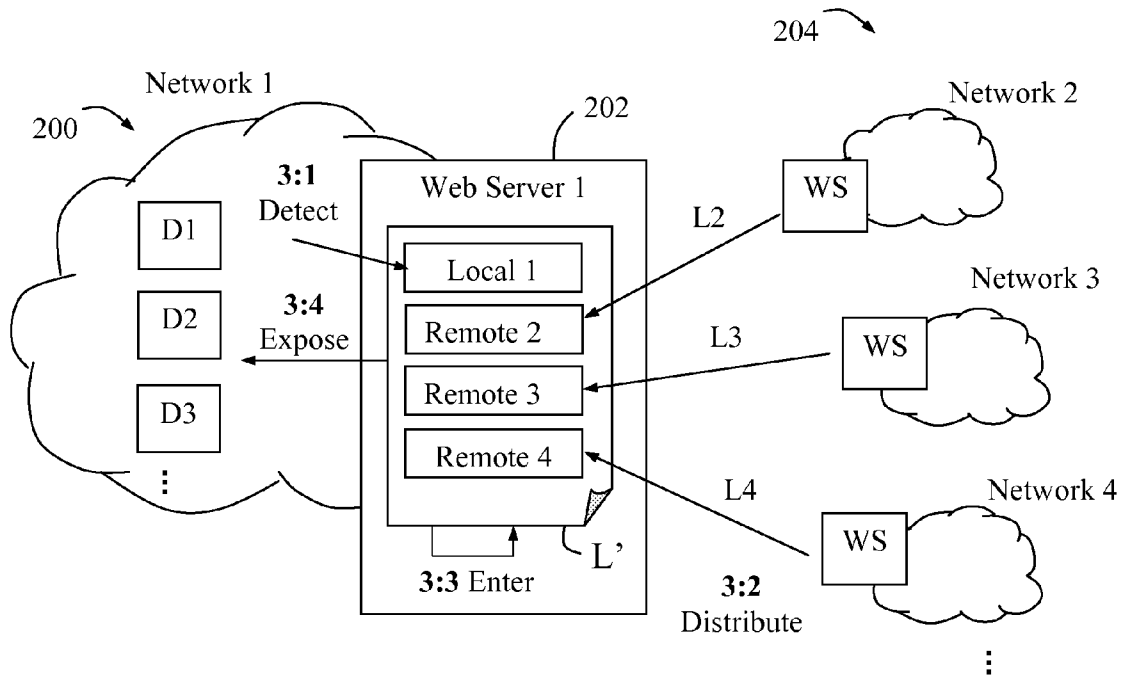 204
Network 1
Network 2
200
202
3:1
Detect
Web Server 1
WS
D1
L2
Local 1
Network 3
D2
3:4
Expose
Remote 2
L3
WS
D3
Remote 3
Remote 4
L4
Network 4
WS
L’
3:3 Enter
3:2
Distribute